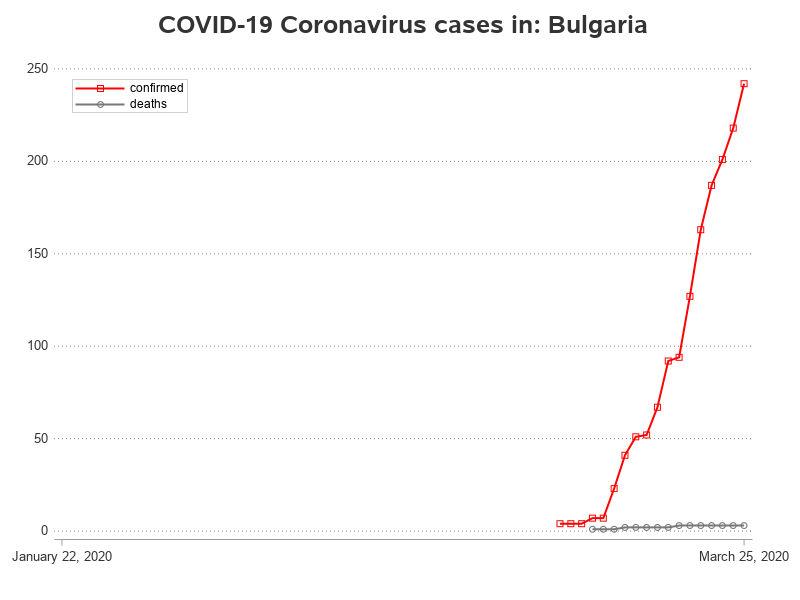 COVID-19 Coronavirus cases in: Bulgaria
250
confirmed
deaths
200
150
100
50
0
January 22, 2020
March 25, 2020